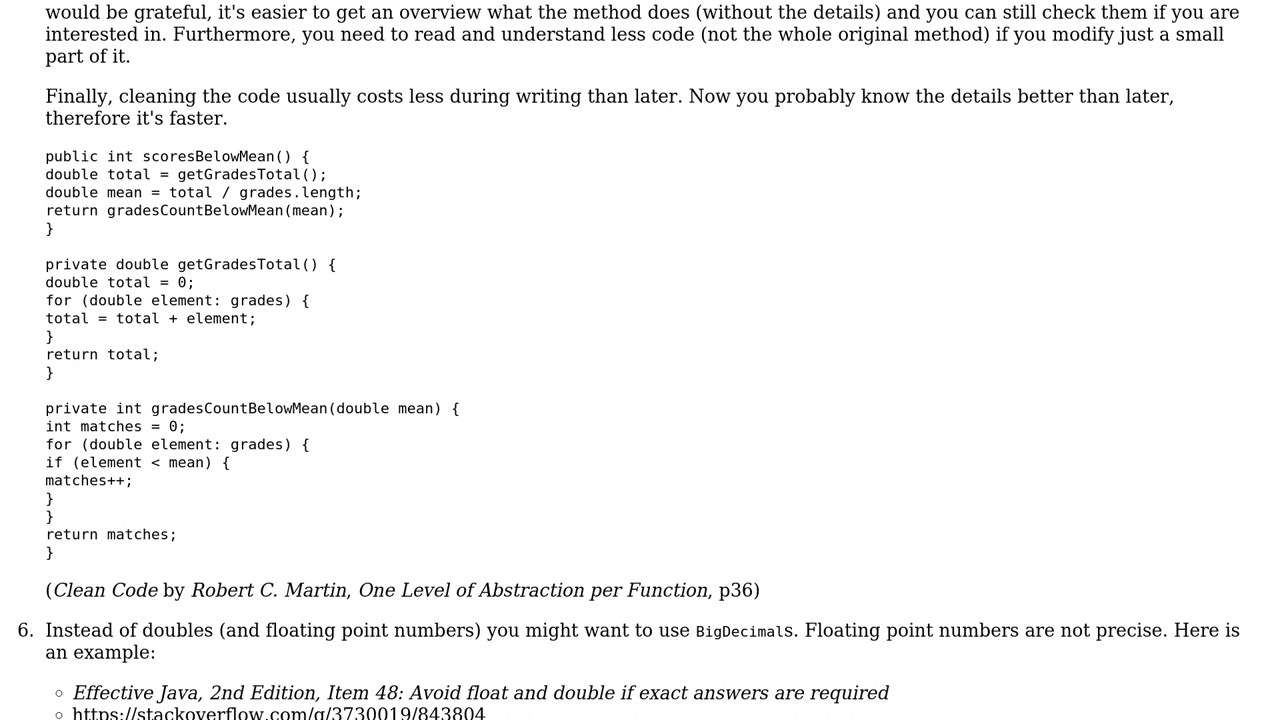 would be grateful, it's easier to get an overview what the method does (without the details) and you can still check them if you are
interested in. Furthermore, you need to read and understand less code (not the whole original method) if you modify just a small
part of it.
Finally, cleaning the code usually costs less during writing than later. Now you probably know the details better than later,
therefore it's faster.
public int scoresBelowMean() {
double total = getGradesTotal();
double mean = total / grades.length;
return gradesCountBelowMean(mean);
}
private double getGradesTotal() {
double total = 0;
for (double element: grades) {
total = total + element;
}
return total;
}
private int gradesCountBelowMean(double mean) {
int matches = 0;
for (double element: grades) {
if (element < mean) {
matches++;
}
}
return matches;
}
(Clean Code by Robert C. Martin, One Level of Abstraction per Function, p36)
6. Instead of doubles (and floating point numbers) you might want to use BigDecimals. Floating point numbers are not precise. Here is
an example:
◦ Effective Java, 2nd Edition, Item 48: Avoid float and double if exact answers are required
◦ https://stackoverflow.com/q/3730019/843804